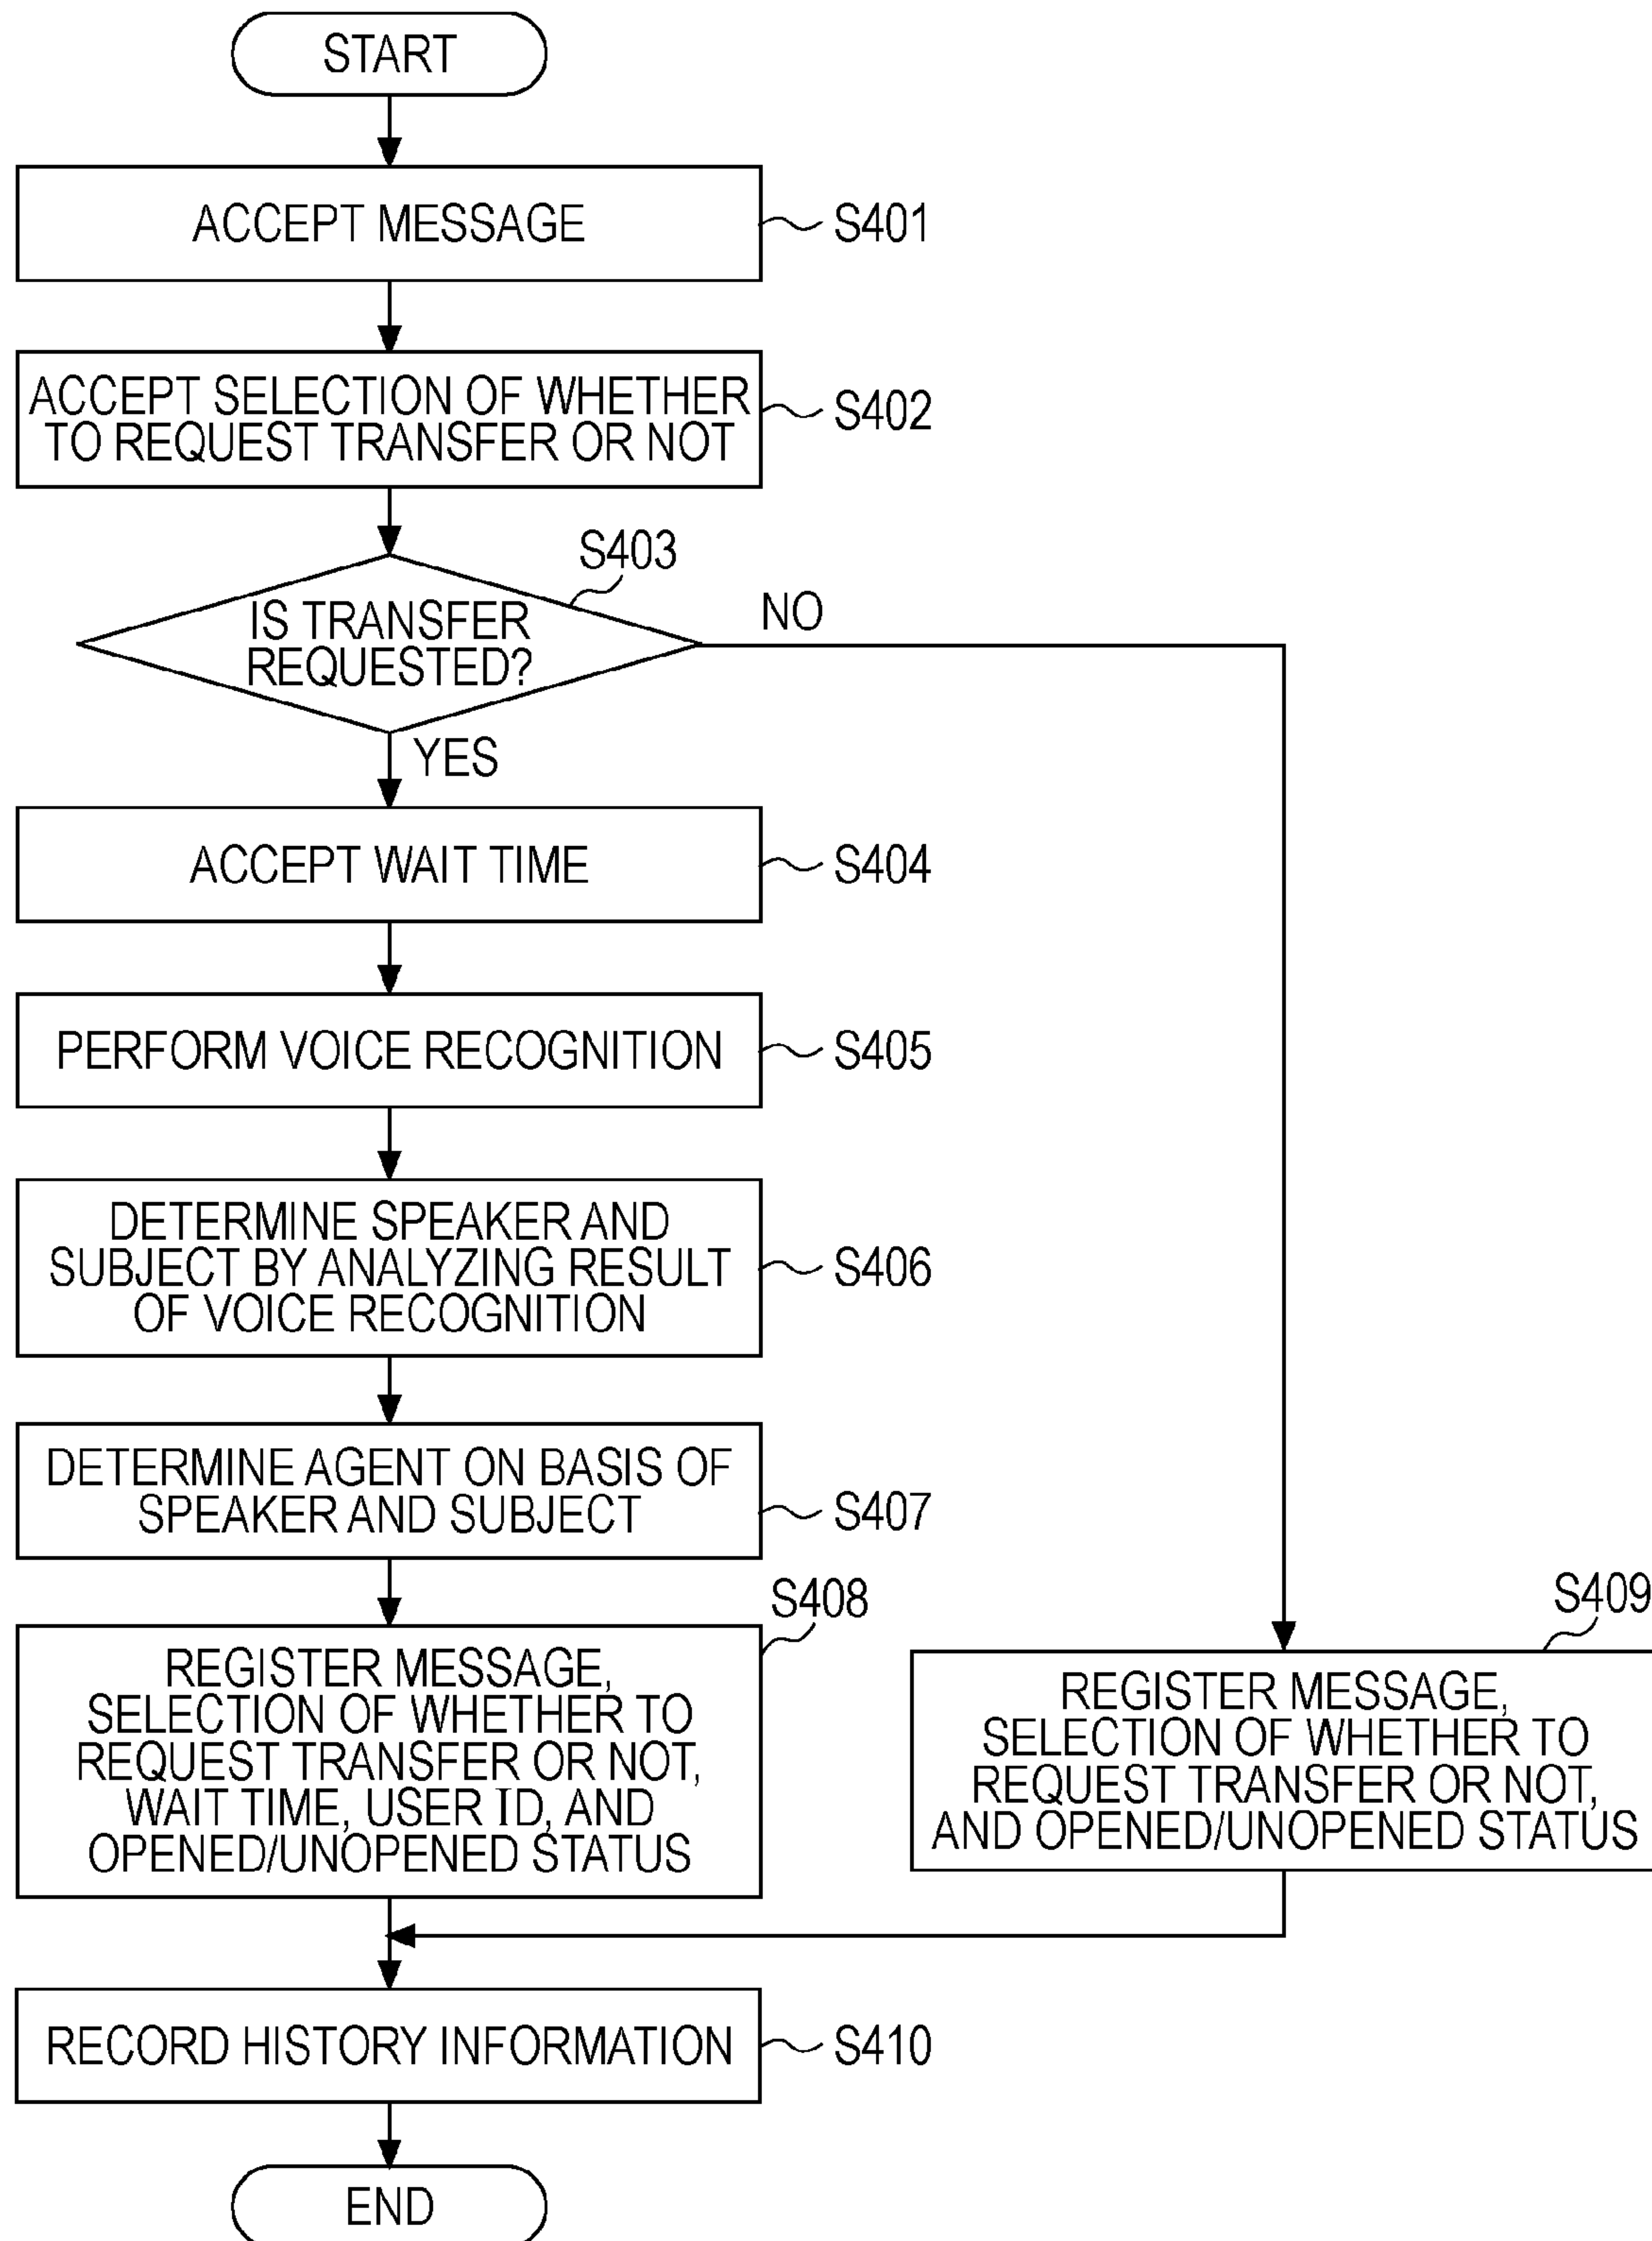 START
ACCEPT MESSAGE
S401
ACCEPT SELECTION OF WHETHER
TO REQUEST TRANSFER OR NOT
S402
S403
IS TRANSFER
REQUESTED?
NO
YES
ACCEPT WAIT TIME
S404
PERFORM VOICE RECOGNITION
S405
DETERMINE SPEAKER AND
SUBJECT BY ANALYZING RESULT
OF VOICE RECOGNITION
S406
DETERMINE AGENT ON BASIS OF
SPEAKER AND SUBJECT
S407
S408
REGISTER MESSAGE,
SELECTION OF WHETHER TO
REQUEST TRANSFER OR NOT,
WAIT TIME, USER ID, AND
OPENED/UNOPENED STATUS
S409
REGISTER MESSAGE,
SELECTION OF WHETHER TO
REQUEST TRANSFER OR NOT,
AND OPENED/UNOPENED STATUS
RECORD HISTORY INFORMATION
S410
END